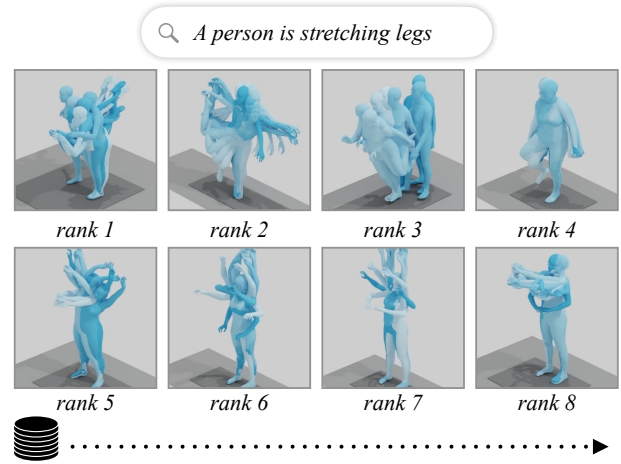 A person is stretching legs
rank 1
rank 2
rank 3
rank 4
rank 5
rank 6
rank 7
rank 8